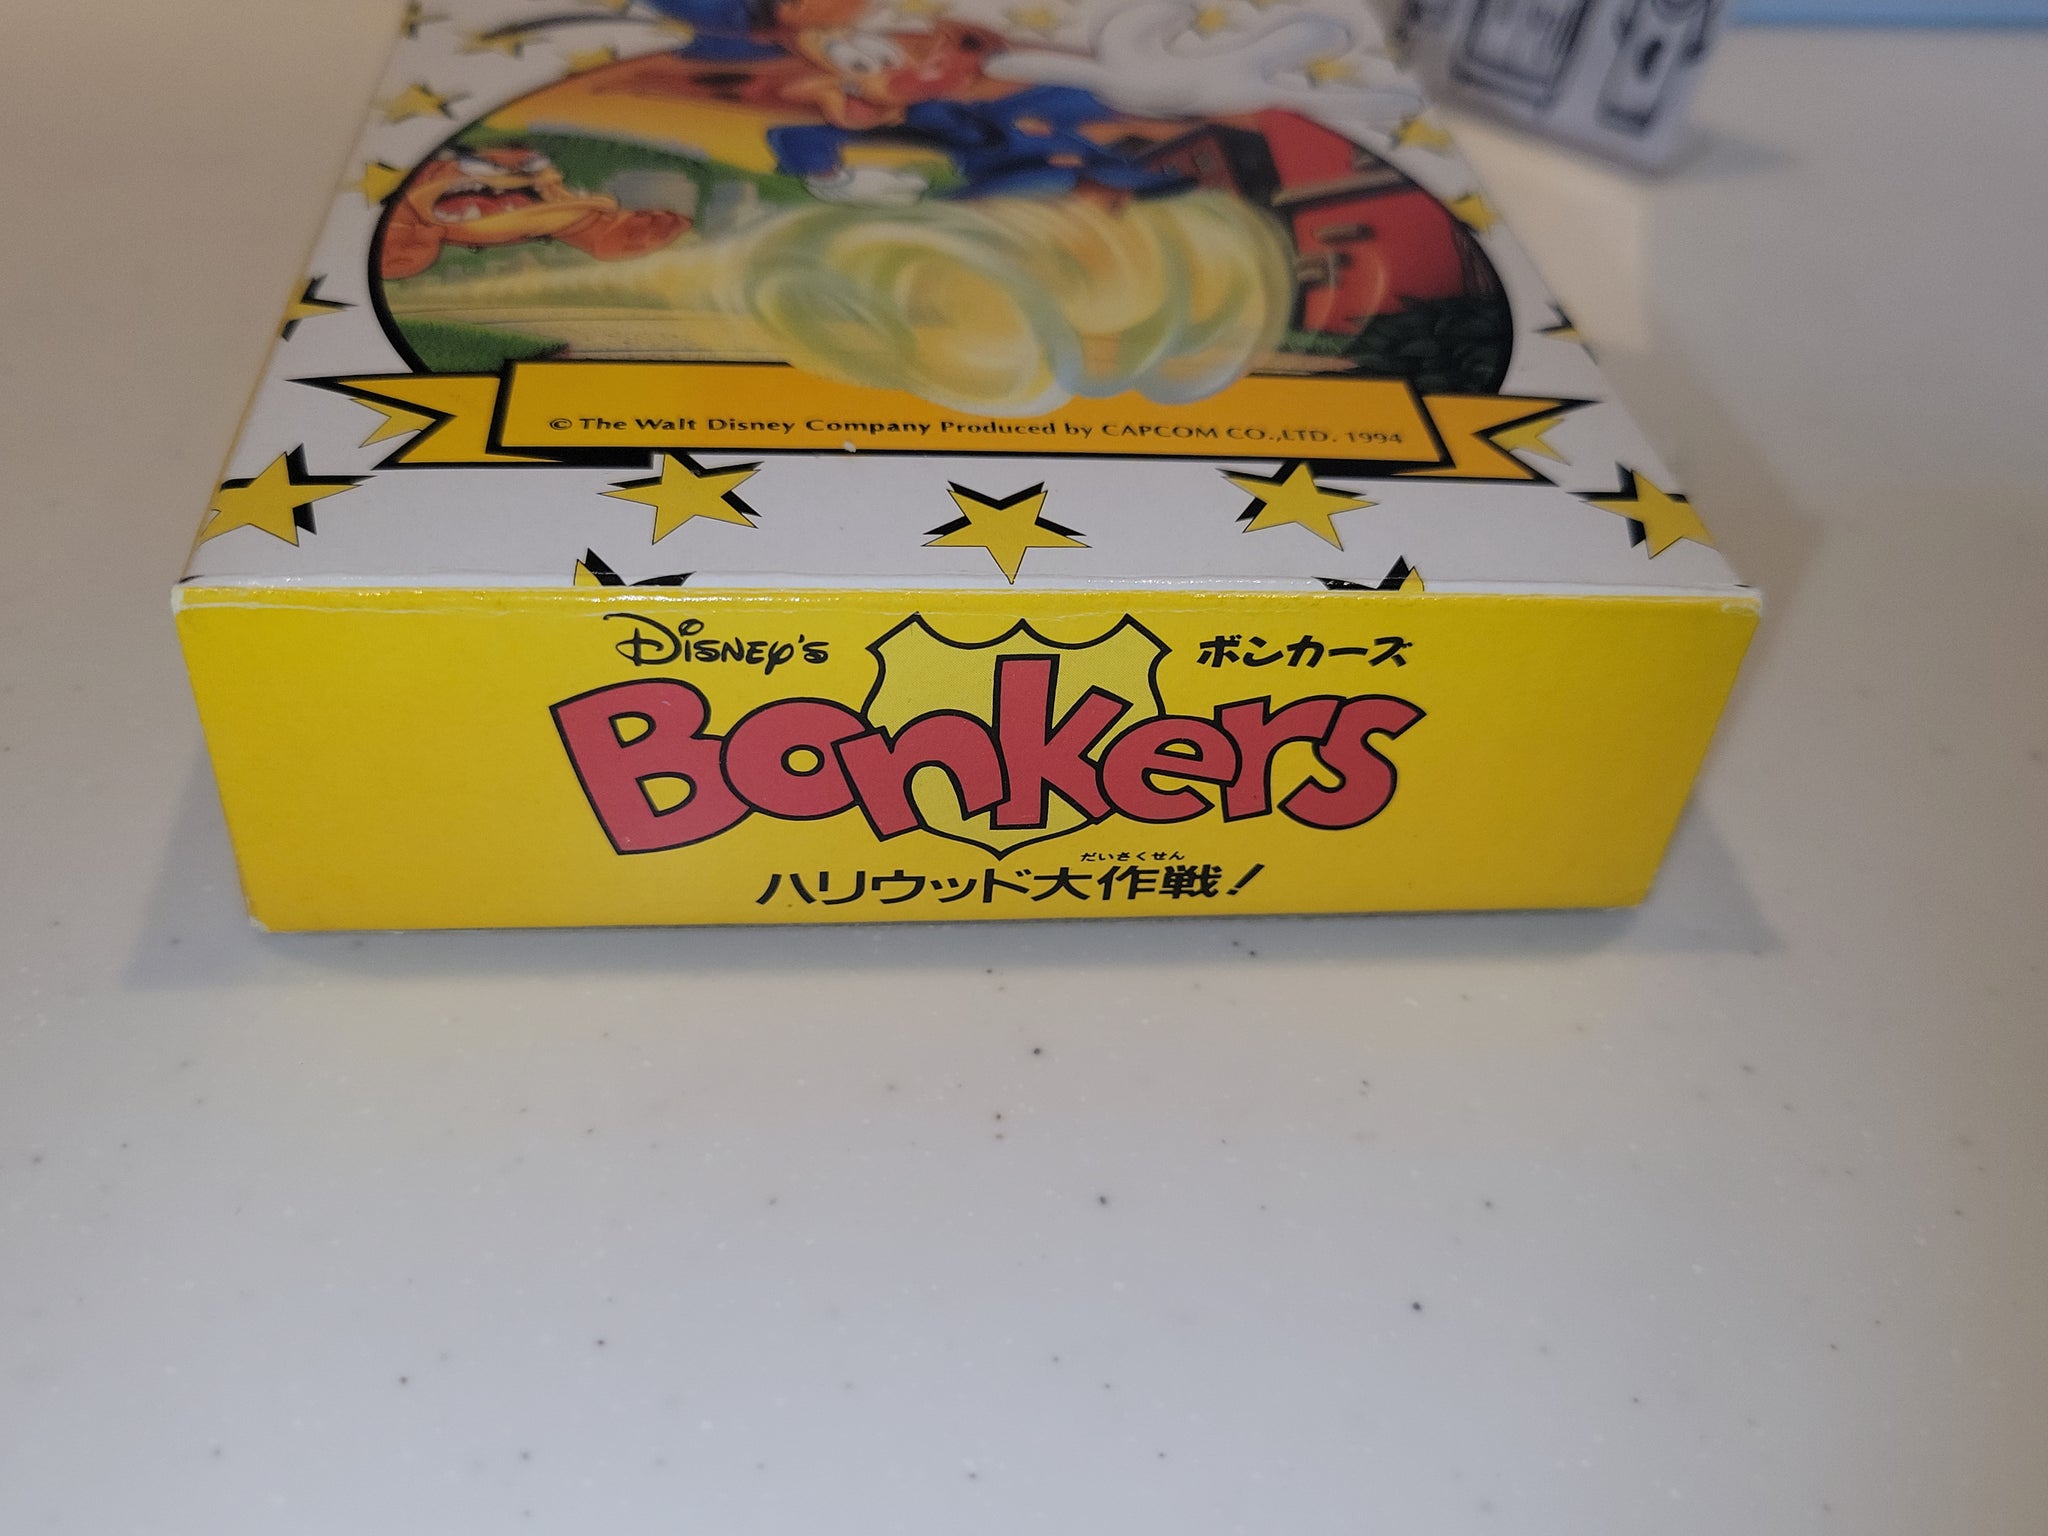 © The Walt Disney Company Produced by CAPCOM CO.,LTD. 1994
Disney's
ボンカーズ
Bonkers
だいさくせん
ハリウッド大作戦!